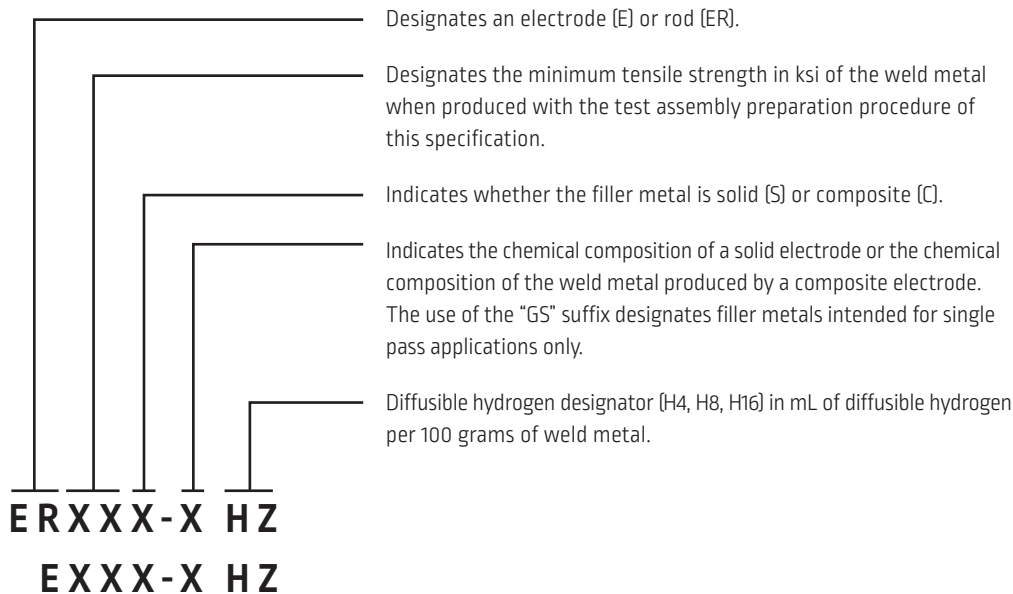 Designates an electrode (E) or rod (ER).
Designates the minimum tensile strength in ksi of the weld metal
when produced with the test assembly preparation procedure of
this specification.
Indicates whether the filler metal is solid (S) or composite (C).
Indicates the chemical composition of a solid electrode or the chemical
composition of the weld metal produced by a composite electrode.
The use of the “GS” suffix designates filler metals intended for single
pass applications only.
Diffusible hydrogen designator (H4, H8, H16) in mL of diffusible hydrogen
per 100 grams of weld metal.
ERXXX-X HZ
EXXX-X HZ